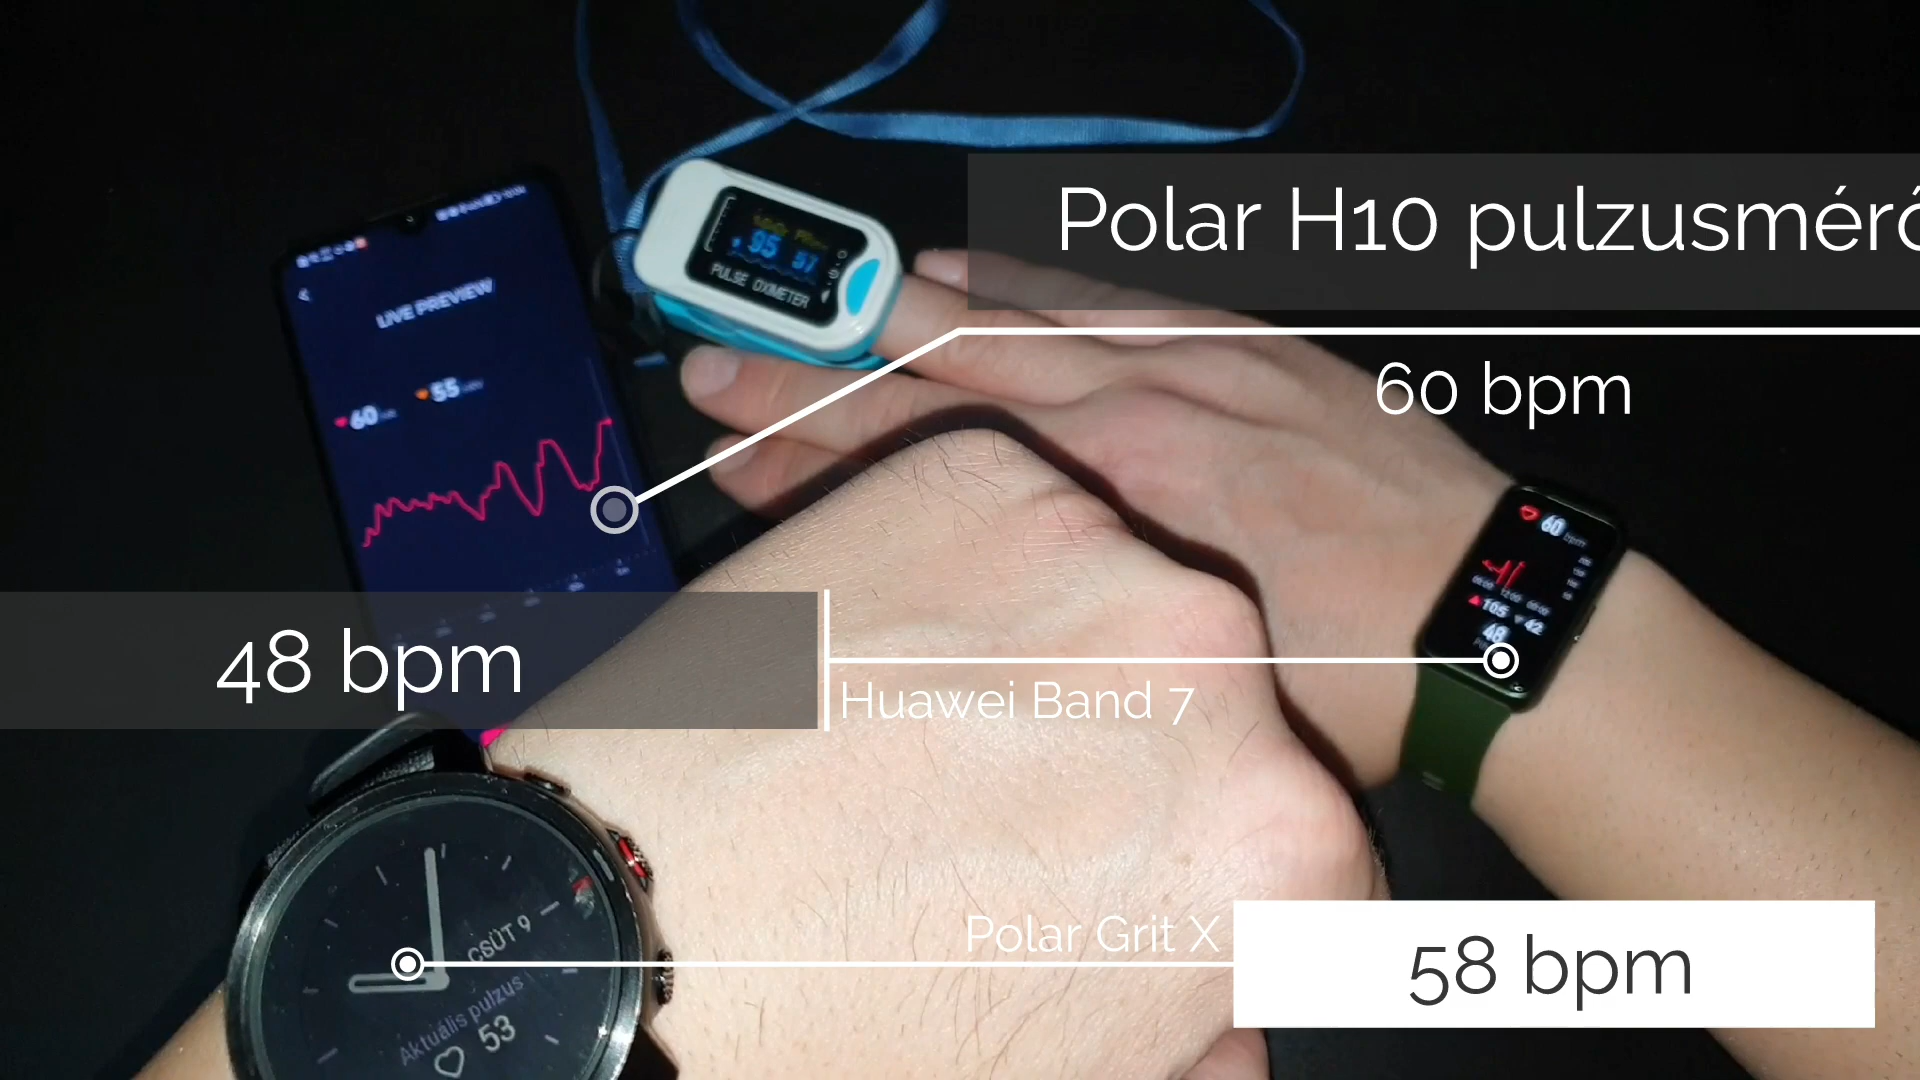 Polar H10 pulzusmérő
60 bpm
LIVE PREVIEW
60
55
95 57
PULSE OXIMETER
60 bpm
105
42
48
48 bpm
Huawei Band 7
Polar Grit X
58 bpm
CSÜT 9
Aktuális pulzus
53